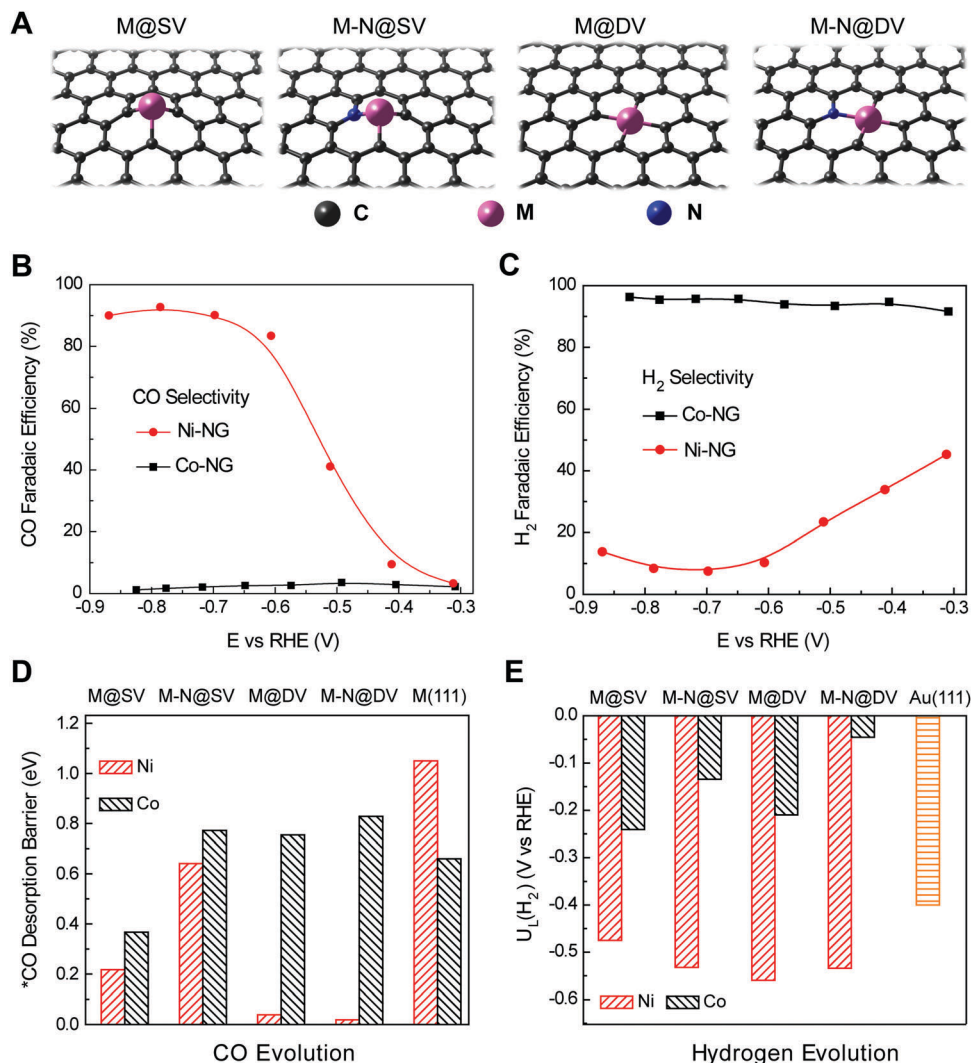 A
M@SV M-N@SV M@DV M-N@DV
C M N
B
CO Faradaic Efficiency (%)
100
80
60
40
20
0
CO Selectivity
Ni-NG
Co-NG
-0.9 -0.8 -0.7 -0.6 -0.5 -0.4 -0.3
E vs RHE (V)
C
H2 Faradaic Efficiency (%)
100
80
60
40
20
0
H2 Selectivity
Co-NG
Ni-NG
-0.9 -0.8 -0.7 -0.6 -0.5 -0.4 -0.3
E vs RHE (V)
D
M@SV M-N@SV M@DV M-N@DV M(111)
*CO Desorption Barrier (eV)
1.2
1.0
0.8
0.6
0.4
0.2
0.0
Ni
Co
CO Evolution
E
M@SV M-N@SV M@DV M-N@DV Au(111)
UL(H2) (V vs RHE)
0.0
-0.1
-0.2
-0.3
-0.4
-0.5
-0.6
Ni Co
Hydrogen Evolution